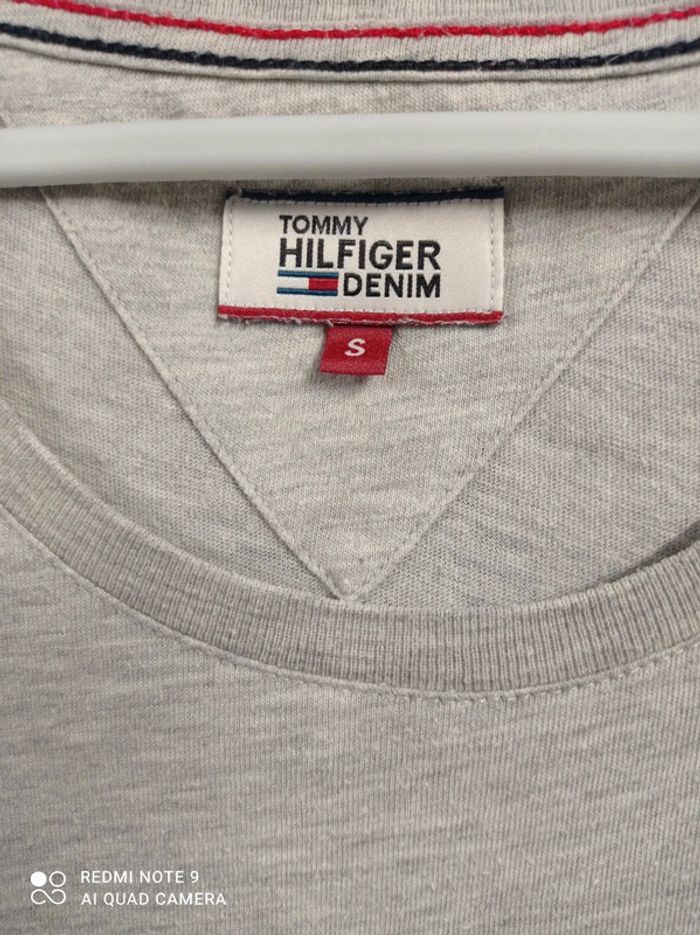 TOMMY
HILFIGER
DENIM
S
REDMI NOTE 9
AI QUAD CAMERA